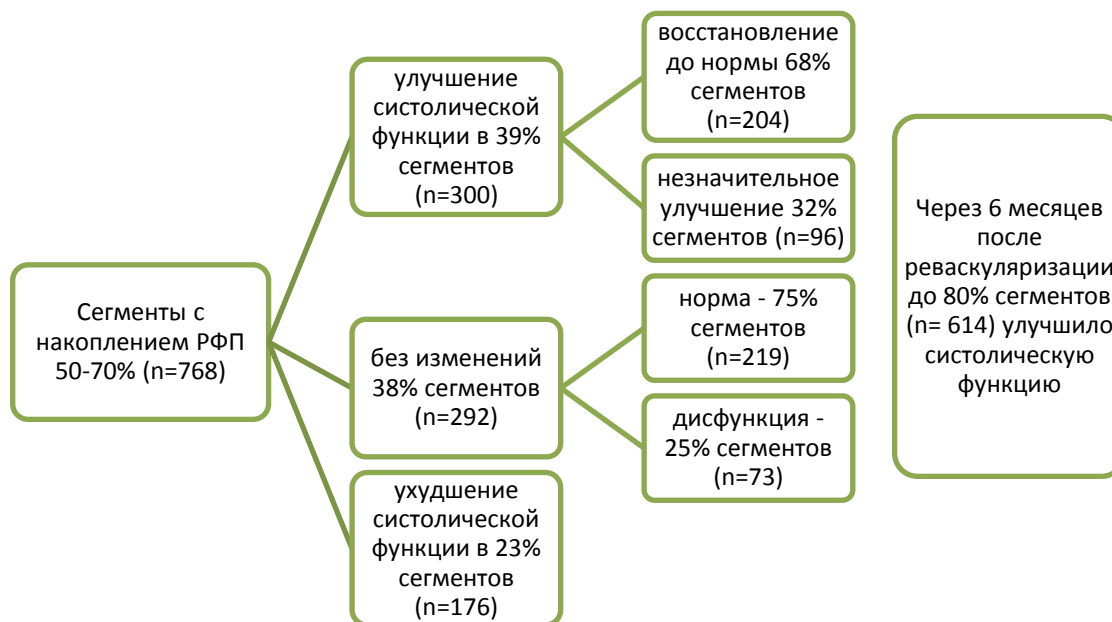 Сегменты с
накоплением РФП
50-70% (n=768)
улучшение
систолической
функции в 39%
сегментов
(n=300)
восстановление
до нормы 68%
сегментов
(n=204)
незначительное
улучшение 32%
сегментов (n=96)
без изменений
38% сегментов
(n=292)
норма - 75%
сегментов
(n=219)
дисфункция -
25% сегментов
(n=73)
ухудшение
систолической
функции в 23%
сегментов
(n=176)
Через 6 месяцев
после
реваскуляризации
до 80% сегментов
(n= 614) улучшило
систолическую
функцию